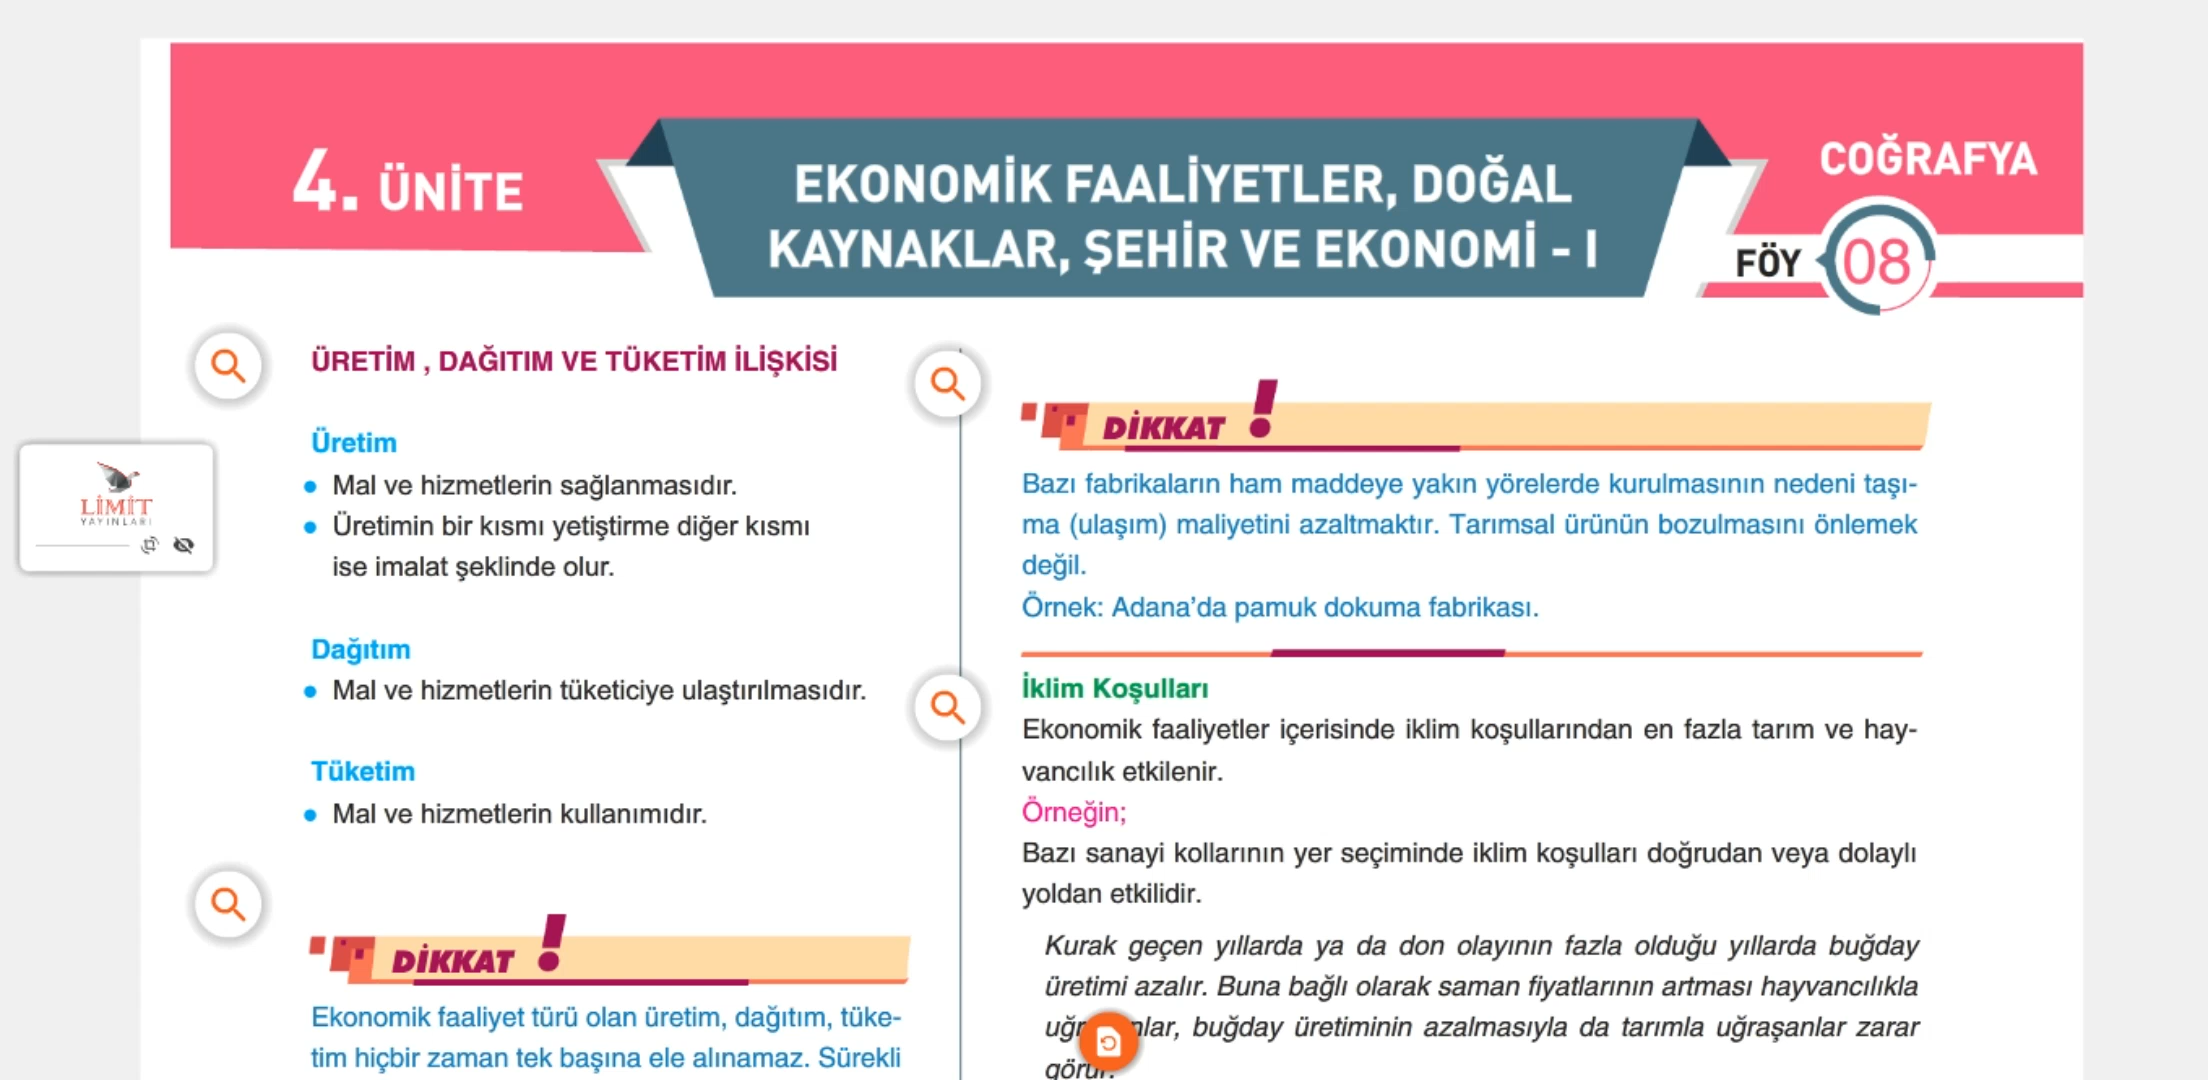 4. ÜNİTE
EKONOMİK FAALİYETLER, DOĞAL
KAYNAKLAR, ŞEHİR VE EKONOMİ - I
COĞRAFYA
FÖY 08
LİMİT
YAYINLARI
ÜRETİM , DAĞITIM VE TÜKETİM İLİŞKİSİ
Üretim
• Mal ve hizmetlerin sağlanmasıdır.
• Üretimin bir kısmı yetiştirme diğer kısmı
ise imalat şeklinde olur.
Dağıtım
• Mal ve hizmetlerin tüketiciye ulaştırılmasıdır.
Tüketim
• Mal ve hizmetlerin kullanımıdır.
DİKKAT !
Ekonomik faaliyet türü olan üretim, dağıtım, tüke-
tim hiçbir zaman tek başına ele alınamaz. Sürekli
DİKKAT !
Bazı fabrikaların ham maddeye yakın yörelerde kurulmasının nedeni taşı-
ma (ulaşım) maliyetini azaltmaktır. Tarımsal ürünün bozulmasını önlemek
değil.
Örnek: Adana’da pamuk dokuma fabrikası.
İklim Koşulları
Ekonomik faaliyetler içerisinde iklim koşullarından en fazla tarım ve hay-
vancılık etkilenir.
Örneğin;
Bazı sanayi kollarının yer seçiminde iklim koşulları doğrudan veya dolaylı
yoldan etkilidir.
Kurak geçen yıllarda ya da don olayının fazla olduğu yıllarda buğday
üretimi azalır. Buna bağlı olarak saman fiyatlarının artması hayvancılıkla
buğday üretiminin azalmasıyla da tarımla uğraşanlar zarar
görür.